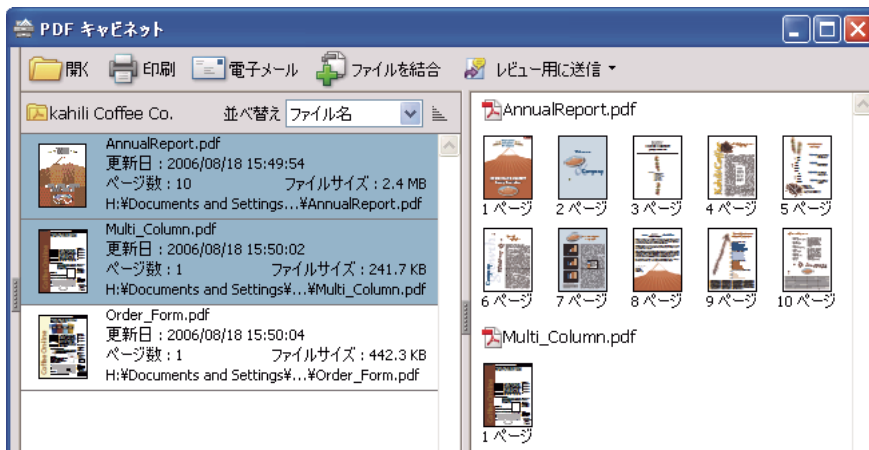 PDF キャビネット
開く 印刷 電子メール ファイルを結合 レビュー用に送信
kahili Coffee Co. 並べ替え ファイル名
AnnualReport.pdf
更新日：2006/08/18 15:49:54
ページ数：10 ファイルサイズ：2.4 MB
H:¥Documents and Settings...¥AnnualReport.pdf
Multi_Column.pdf
更新日：2006/08/18 15:50:02
ページ数：1 ファイルサイズ：241.7 KB
H:¥Documents and Settings¥...¥Multi_Column.pdf
Order_Form.pdf
更新日：2006/08/18 15:50:04
ページ数：1 ファイルサイズ：442.3 KB
H:¥Documents and Settings¥...¥Order_Form.pdf
AnnualReport.pdf
1 ページ 2 ページ 3 ページ 4 ページ 5 ページ
6 ページ 7 ページ 8 ページ 9 ページ 10 ページ
Multi_Column.pdf
1 ページ